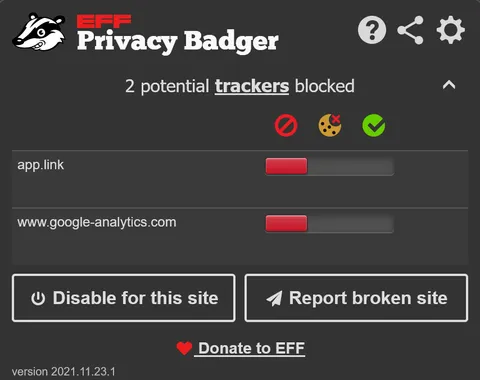 EFF
Privacy Badger
2 potential trackers blocked
app.link
www.google-analytics.com
Disable for this site
Report broken site
Donate to EFF
version 2021.11.23.1